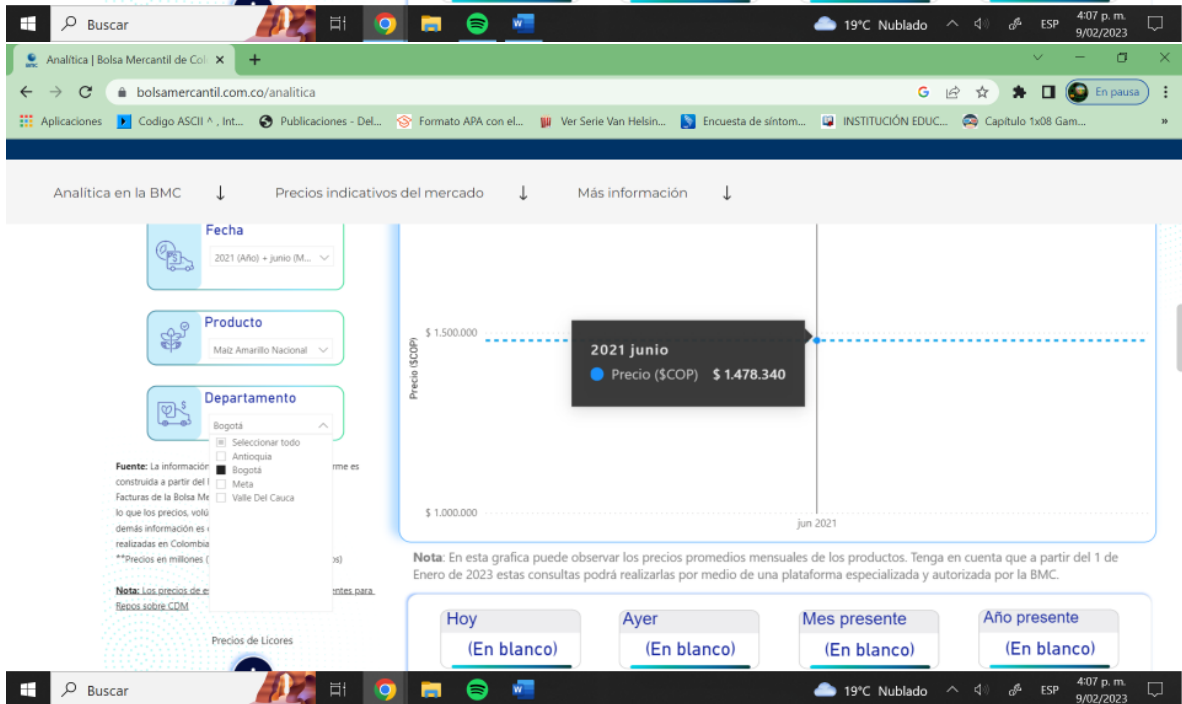 Buscar
19°C Nublado
ESP
4:07 p. m.
9/02/2023
Analítica | Bolsa Mercantil de Col
bolsamercantil.com.co/analitica
En pausa
Aplicaciones
Codigo ASCII ^ , Int...
Publicaciones - Del...
Formato APA con el...
Ver Serie Van Helsin...
Encuesta de síntom...
INSTITUCIÓN EDUC...
Capítulo 1x08 Gam...
»
Analítica en la BMC ↓
Precios indicativos del mercado ↓
Más información ↓
Fecha
2021 (Año) + junio (M...
Producto
Maíz Amarillo Nacional
Departamento
Bogotá
Seleccionar todo
Antioquia
Bogotá
Meta
Valle Del Cauca
Fuente: La información rme es
construida a partir del
Facturas de la Bolsa Me
lo que los precios, volú
demás información es
realizadas en Colombia
**Precios en millones ( os)
Nota: Los precios de es entes para
Repos sobre CDM
Precios de Licores
Precio ($COP)
$ 1.500.000
$ 1.000.000
2021 junio
Precio ($COP) $ 1.478.340
jun 2021
Nota: En esta grafica puede observar los precios promedios mensuales de los productos. Tenga en cuenta que a partir del 1 de
Enero de 2023 estas consultas podrá realizarlas por medio de una plataforma especializada y autorizada por la BMC.
Hoy
(En blanco)
Ayer
(En blanco)
Mes presente
(En blanco)
Año presente
(En blanco)
Buscar
19°C Nublado
ESP
4:07 p. m.
9/02/2023